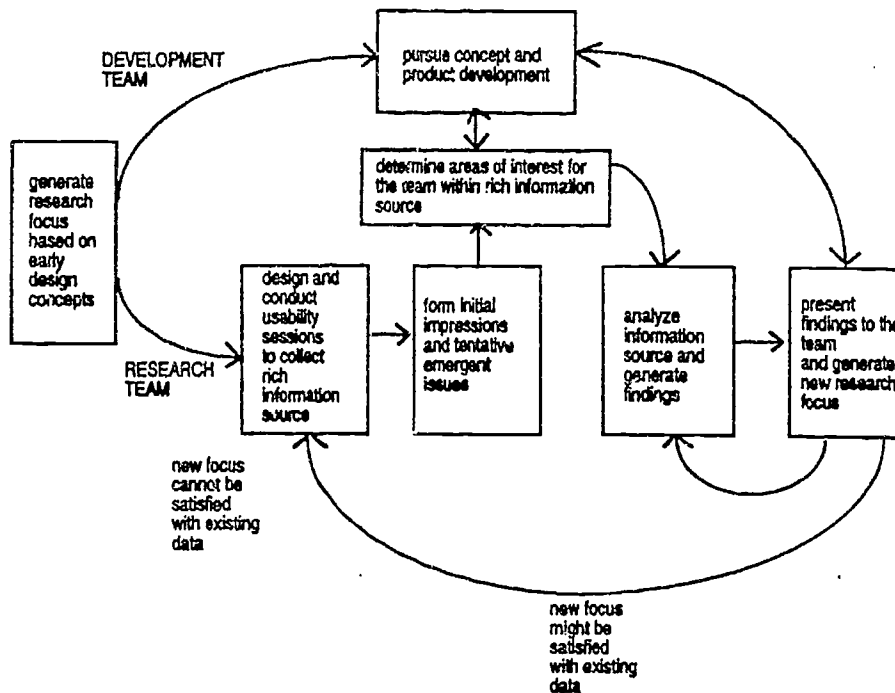 DEVELOPMENT
TEAM
pursue concept and
product development
generate
research
focus
based on
early
design
concepts
determine areas of interest for
the team within rich information
source
design and
conduct
usability
sessions
to collect
rich
information
source
form initial
impressions
and tentative
emergent
issues
analyze
information
source and
generate
findings
present
findings to the
team
and generate
new research
focus
RESEARCH
TEAM
new focus
cannot be
satisfied
with existing
data
new focus
might be
satisfied
with existing
data